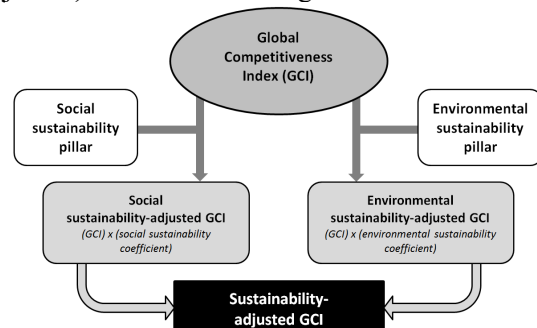 Global
Competitiveness
Index (GCI)
Social
sustainability
pillar
Environmental
sustainability
pillar
Social
sustainability-adjusted GCI
(GCI) x (social sustainability
coefficient)
Environmental
sustainability-adjusted GCI
(GCI) x (environmental sustainability
coefficient)
Sustainability-
adjusted GCI